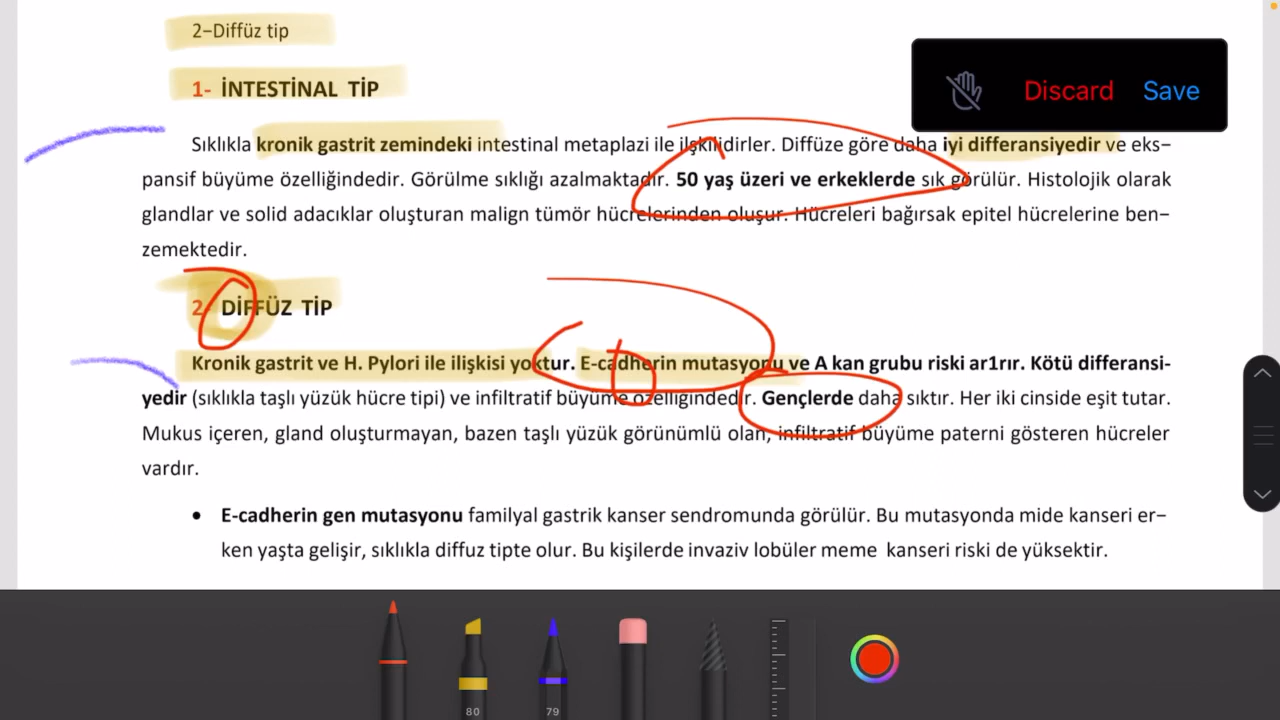 2–Diffüz tip
Discard Save
1- İNTESTİNAL TİP
Sıklıkla kronik gastrit zemindeki intestinal metaplazi ile ilşkilidirler. Diffüze göre daha iyi differansiyedir ve eks–
pansif büyüme özelliğindedir. Görülme sıklığı azalmaktadır. 50 yaş üzeri ve erkeklerde sık görülür. Histolojik olarak
glandlar ve solid adacıklar oluşturan malign tümör hücrelerinden oluşur. Hücreleri bağırsak epitel hücrelerine ben–
zemektedir.
2- DİFFÜZ TİP
Kronik gastrit ve H. Pylori ile ilişkisi yoktur. E-cadherin mutasyonu ve A kan grubu riski ar1rır. Kötü differansi-
yedir (sıklıkla taşlı yüzük hücre tipi) ve infiltratif büyüme özelliğindedir. Gençlerde daha sıktır. Her iki cinside eşit tutar.
Mukus içeren, gland oluşturmayan, bazen taşlı yüzük görünümlü olan, infiltratif büyüme paterni gösteren hücreler
vardır.
• E-cadherin gen mutasyonu familyal gastrik kanser sendromunda görülür. Bu mutasyonda mide kanseri er–
ken yaşta gelişir, sıklıkla diffuz tipte olur. Bu kişilerde invaziv lobüler meme kanseri riski de yüksektir.
80 79